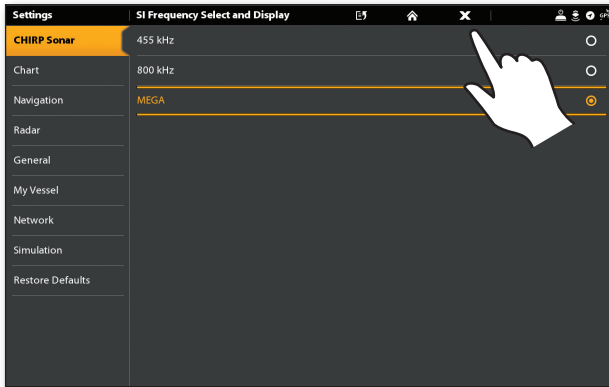 Settings
SI Frequency Select and Display
CHIRP Sonar
455 kHz
Chart
800 kHz
Navigation
MEGA
Radar
General
My Vessel
Network
Simulation
Restore Defaults